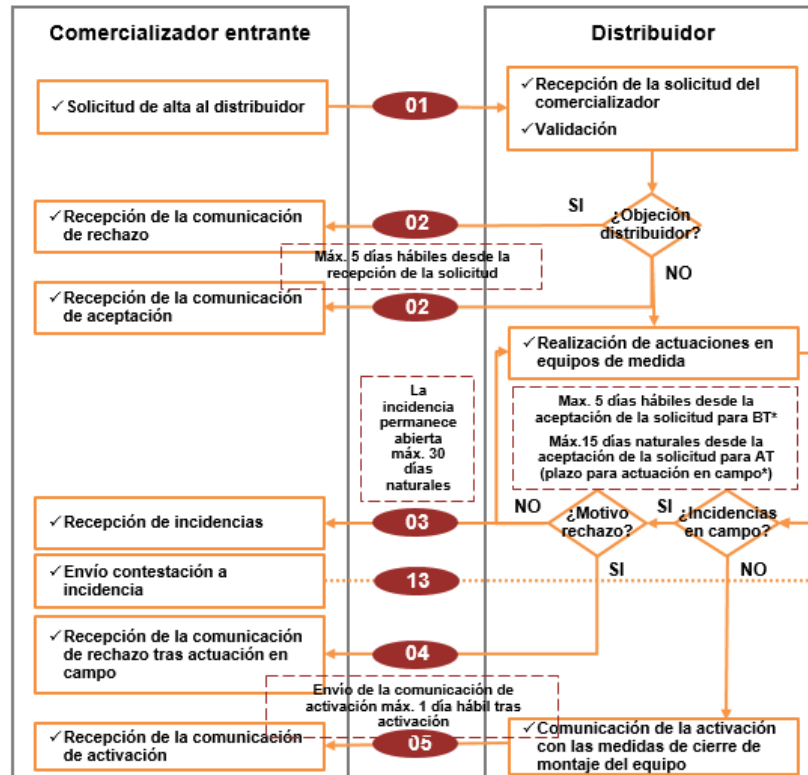 Comercializador entrante
Distribuidor
✓ Solicitud de alta al distribuidor
01
✓ Recepción de la solicitud del
comercializador
✓ Validación
✓ Recepción de la comunicación
de rechazo
02
SI
¿Objeción
distribuidor?
Máx. 5 días hábiles desde la
recepción de la solicitud
NO
✓ Recepción de la comunicación
de aceptación
02
✓ Realización de actuaciones en
equipos de medida
La
incidencia
permanece
abierta
máx. 30
días
naturales
Max. 5 días hábiles desde la
aceptación de la solicitud para BT*
Máx.15 días naturales desde la
aceptación de la solicitud para AT
(plazo para actuación en campo*)
✓ Recepción de incidencias
03
NO
¿Motivo
rechazo?
SI
¿Incidencias
en campo?
✓ Envío contestación a
incidencia
13
SI
NO
✓ Recepción de la comunicación
de rechazo tras actuación en
campo
04
Envío de la comunicación de
activación máx. 1 día hábil tras
activación
✓ Recepción de la comunicación
de activación
05
✓ Comunicación de la activación
con las medidas de cierre de
montaje del equipo